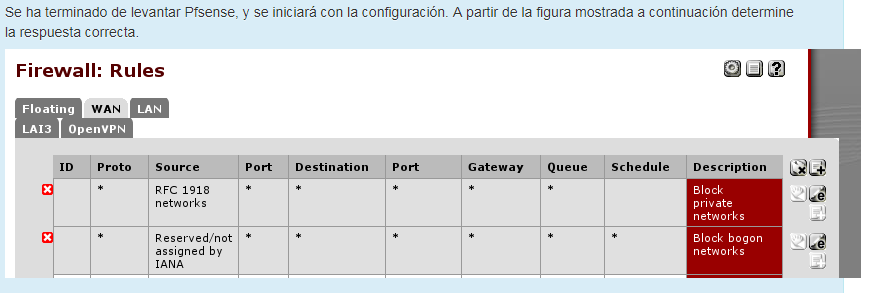 Se ha terminado de levantar Pfsense, y se iniciará con la configuración. A partir de la figura mostrada a continuación determine
la respuesta correcta.
Firewall: Rules
?
Floating WAN LAN
LAI3 OpenVPN
ID Proto Source Port Destination Port Gateway Queue Schedule Description
* RFC 1918 * * * * * Block
networks private
networks
e
* Reserved/not * * * * * * Block bogon
assigned by networks
IANA
e